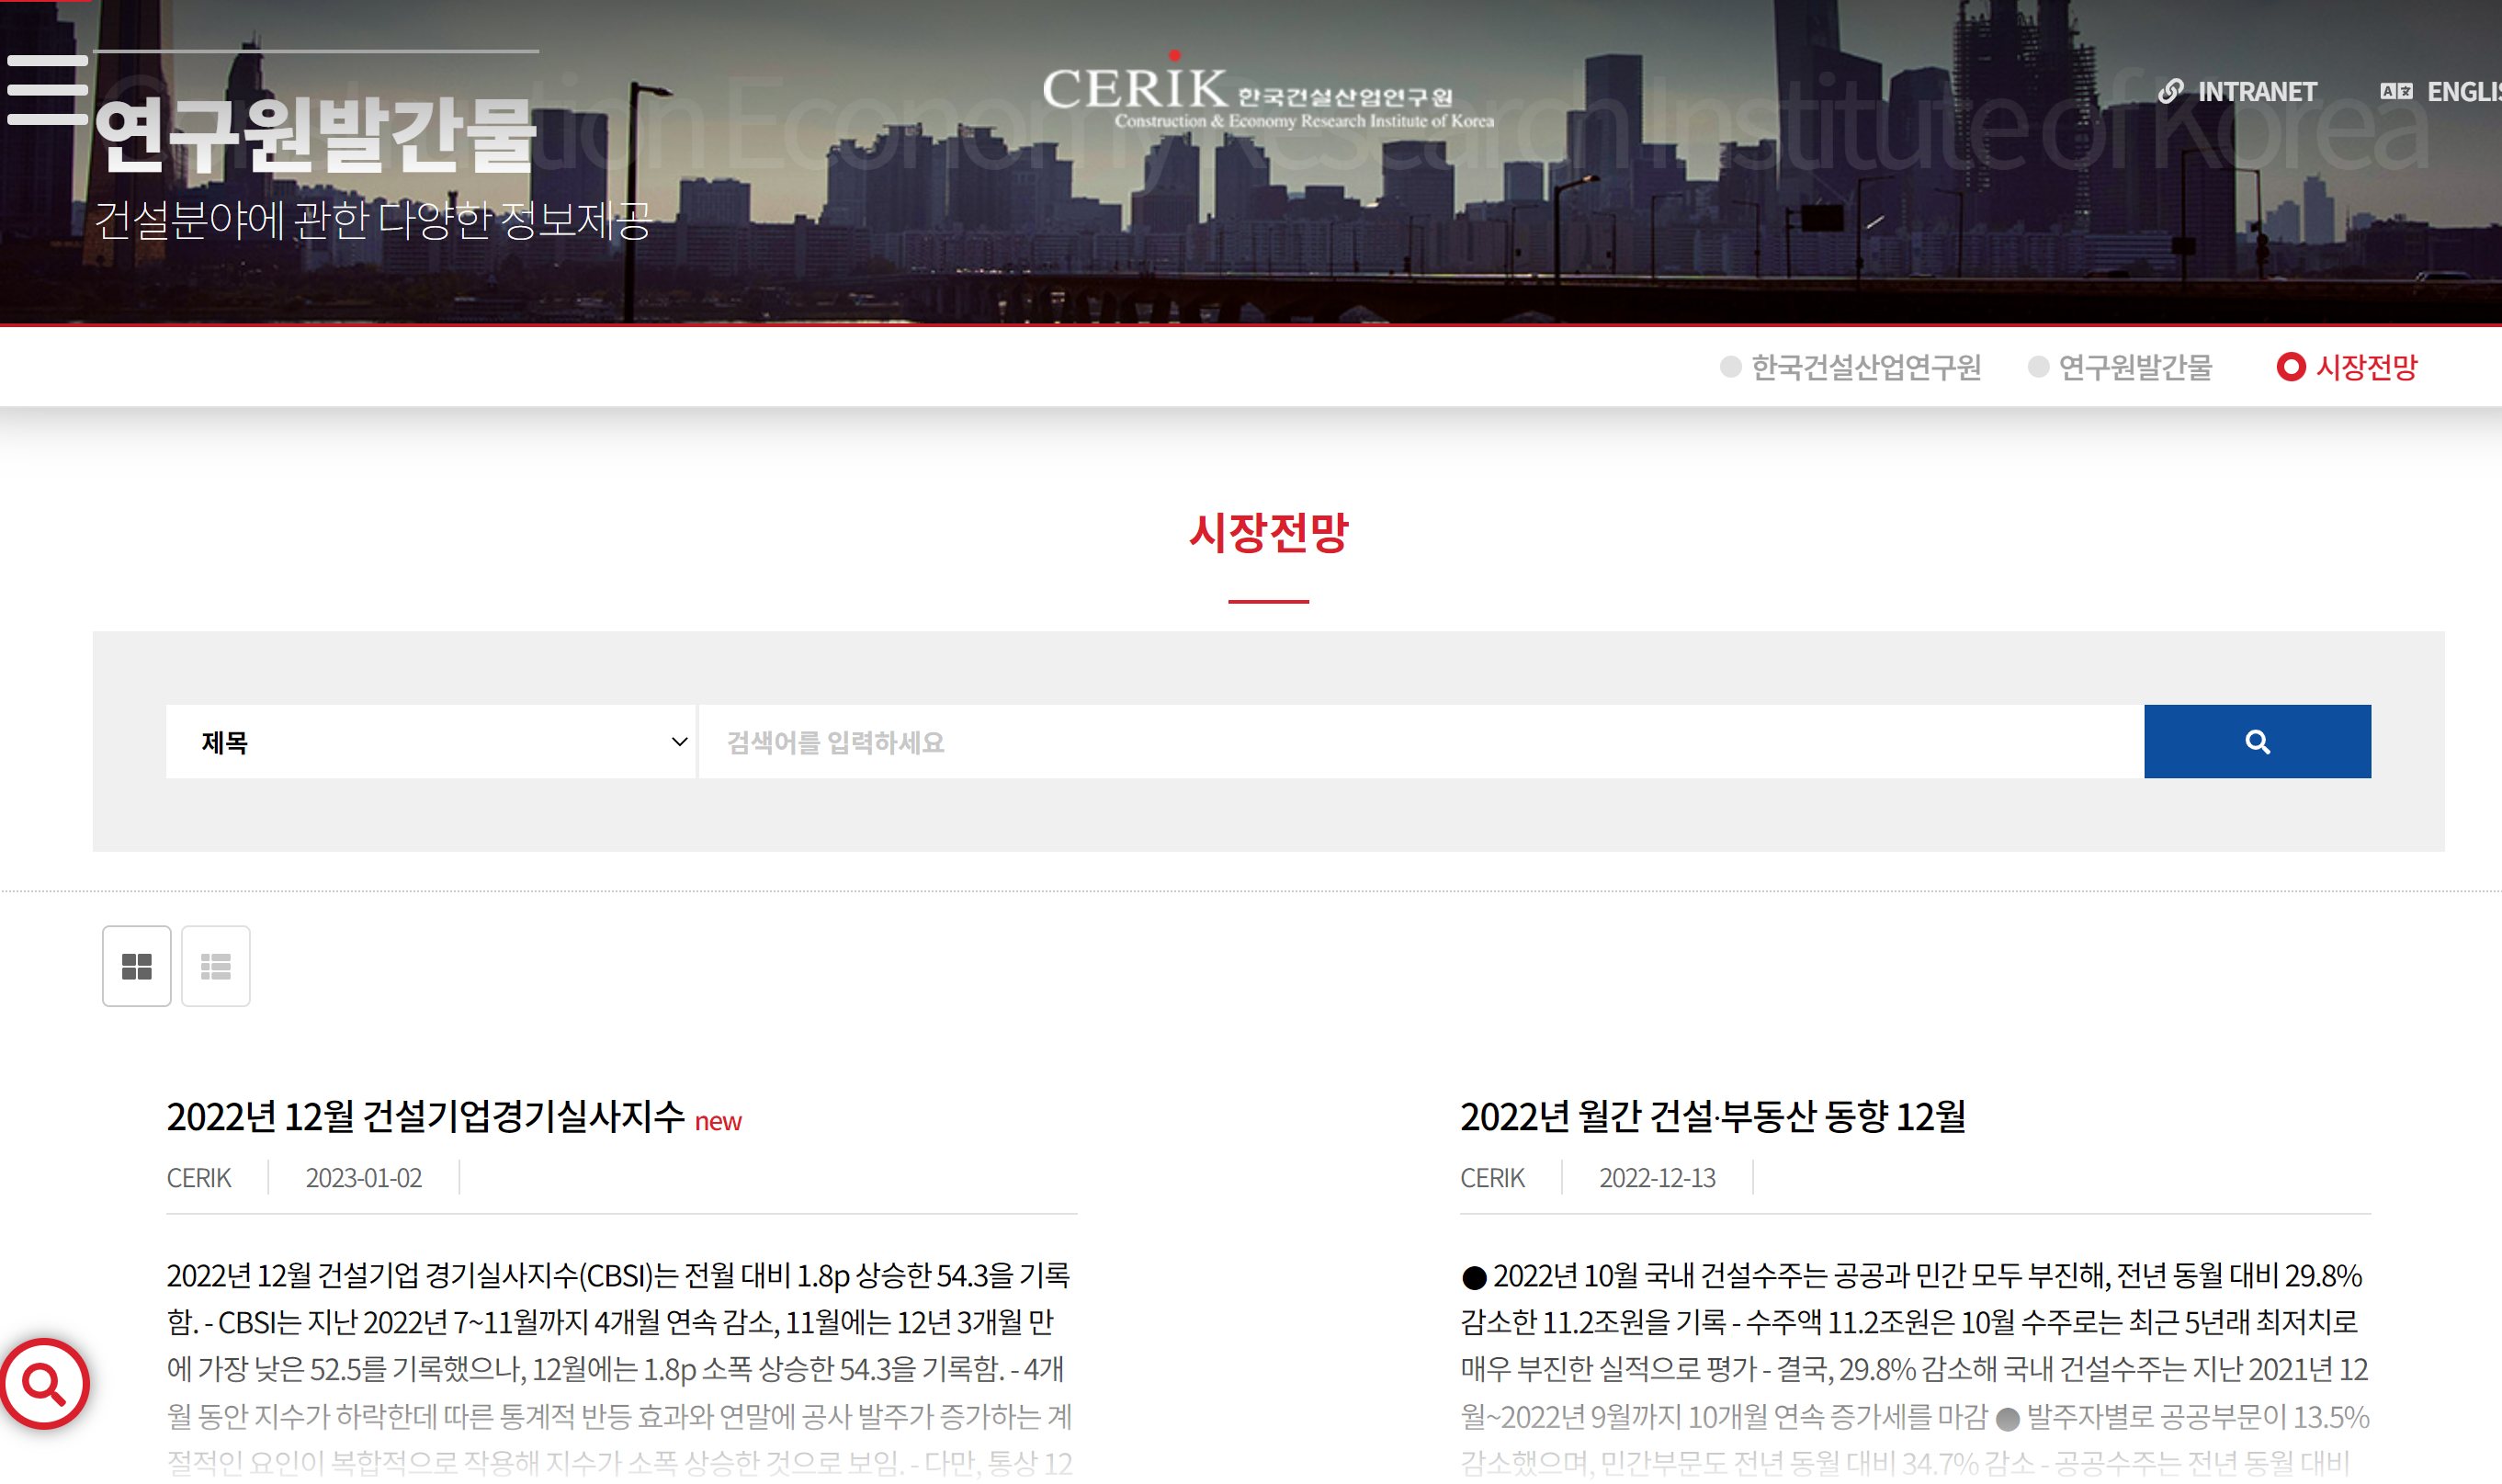 Construction Economy Research Institute of Korea
연구원발간물
건설분야에 관한 다양한 정보제공
CERIK 한국건설산업연구원
Construction & Economy Research Institute of Korea
INTRANET
한국건설산업연구원
연구원발간물
시장전망
시장전망
제목
검색어를 입력하세요
2022년 12월 건설기업경기실사지수 new
CERIK
2023-01-02
2022년 12월 건설기업 경기실사지수(CBSI)는 전월 대비 1.8p 상승한 54.3을 기록
함. - CBSI는 지난 2022년 7~11월까지 4개월 연속 감소, 11월에는 12년 3개월 만
에 가장 낮은 52.5를 기록했으나, 12월에는 1.8p 소폭 상승한 54.3을 기록함. - 4개
월 동안 지수가 하락한데 따른 통계적 반등 효과와 연말에 공사 발주가 증가하는 계
절적인 요인이 복합적으로 작용해 지수가 소폭 상승한 것으로 보임. - 다만, 통상 12
2022년 월간 건설·부동산 동향 12월
CERIK
2022-12-13
● 2022년 10월 국내 건설수주는 공공과 민간 모두 부진해, 전년 동월 대비 29.8%
감소한 11.2조원을 기록 - 수주액 11.2조원은 10월 수주로는 최근 5년래 최저치로
매우 부진한 실적으로 평가 - 결국, 29.8% 감소해 국내 건설수주는 지난 2021년 12
월~2022년 9월까지 10개월 연속 증가세를 마감 ● 발주자별로 공공부문이 13.5%
감소했으며, 민간부문도 전년 동월 대비 34.7% 감소 - 공공수주는 전년 동월 대비